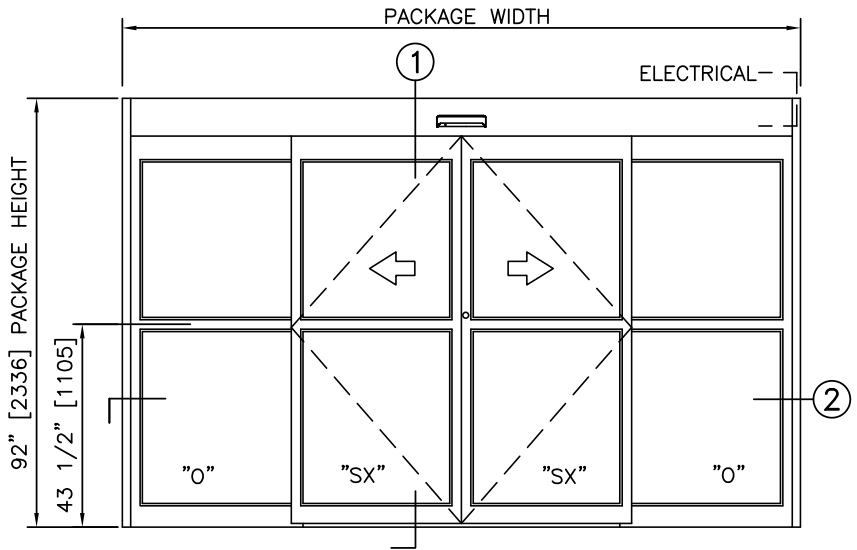 PACKAGE WIDTH
1
ELECTRICAL
92” [2336] PACKAGE HEIGHT
43 1/2” [1105]
2
”O” ”SX” ”SX” ”O”